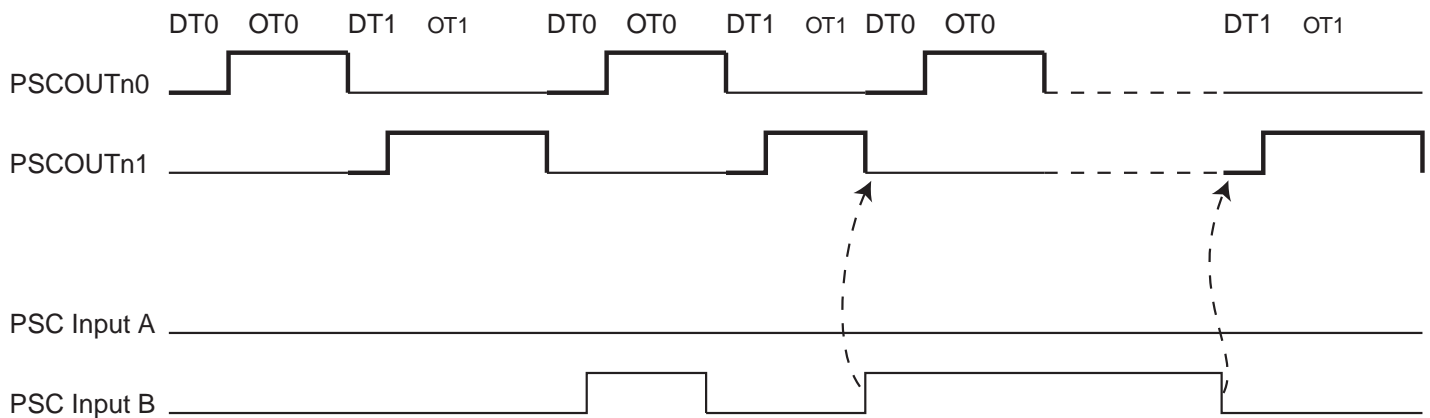 DT0 OT0 DT1 OT1 DT0 OT0 DT1 OT1 DT0 OT0 DT1 OT1
PSCOUTn0
PSCOUTn1
PSC Input A
PSC Input B